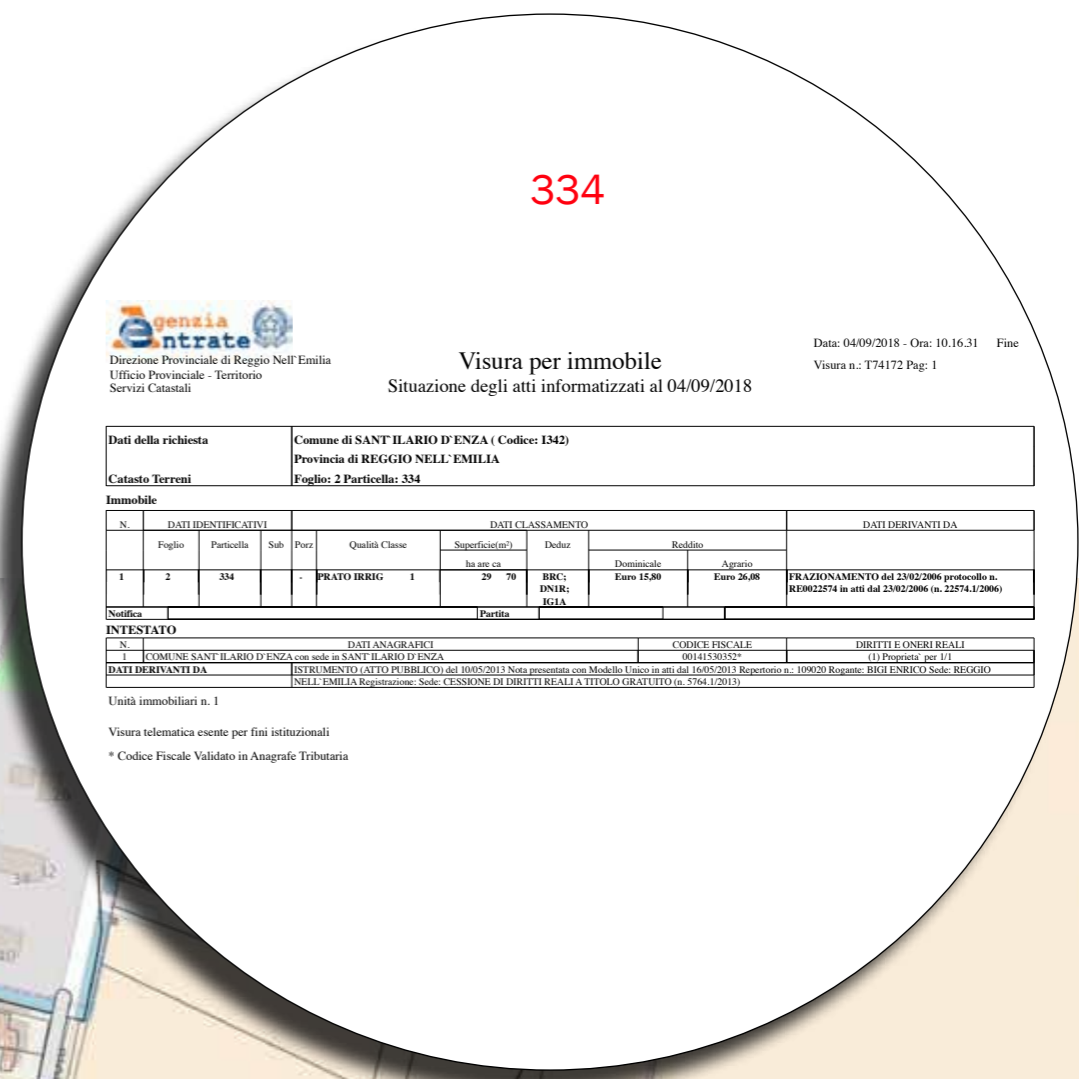 334
Agenzia
Entrate
Direzione Provinciale di Reggio Nell`Emilia
Ufficio Provinciale - Territorio
Servizi Catastali
Visura per immobile
Situazione degli atti informatizzati al 04/09/2018
Data: 04/09/2018 - Ora: 10.16.31 Fine
Visura n.: T74172 Pag: 1
Dati della richiesta Comune di SANT`ILARIO D`ENZA ( Codice: I342)
Provincia di REGGIO NELL`EMILIA
Catasto Terreni Foglio: 2 Particella: 334
Immobile
N. DATI IDENTIFICATIVI DATI CLASSAMENTO DATI DERIVANTI DA
Foglio Particella Sub Porz Qualità Classe Superficie(m²) Deduz Reddito
ha are ca Dominicale Agrario
1 2 334 - PRATO IRRIG 1 29 70 BRC; Euro 15,80 Euro 26,08 FRAZIONAMENTO del 23/02/2006 protocollo n.
DN1R; RE0022574 in atti dal 23/02/2006 (n. 22574.1/2006)
IG1A
Notifica Partita
INTESTATO
N. DATI ANAGRAFICI CODICE FISCALE DIRITTI E ONERI REALI
1 COMUNE SANT`ILARIO D`ENZA con sede in SANT`ILARIO D`ENZA 00141530352* (1) Proprieta` per 1/1
DATI DERIVANTI DA ISTRUMENTO (ATTO PUBBLICO) del 10/05/2013 Nota presentata con Modello Unico in atti dal 16/05/2013 Repertorio n.: 109020 Rogante: BIGI ENRICO Sede: REGGIO
NELL`EMILIA Registrazione: Sede: CESSIONE DI DIRITTI REALI A TITOLO GRATUITO (n. 5764.1/2013)
Unità immobiliari n. 1
Visura telematica esente per fini istituzionali
* Codice Fiscale Validato in Anagrafe Tributaria